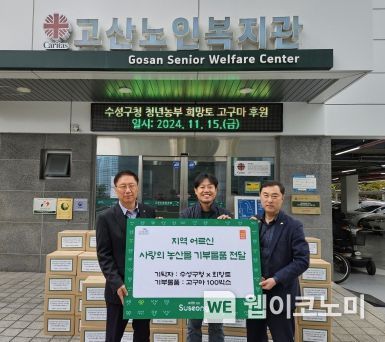 Caritas
고산노인복지관
Gosan Senior Welfare Center
수성구청 청년농부 희망토 고구마 후원
일시: 2024. 11. 15.(금)
지역 어르신
사랑의 농산물 기부물품 전달
기탁자 : 수성구청 x 희망토
기부물품 : 고구마 100박스
Suseong
WE 웹이코노미